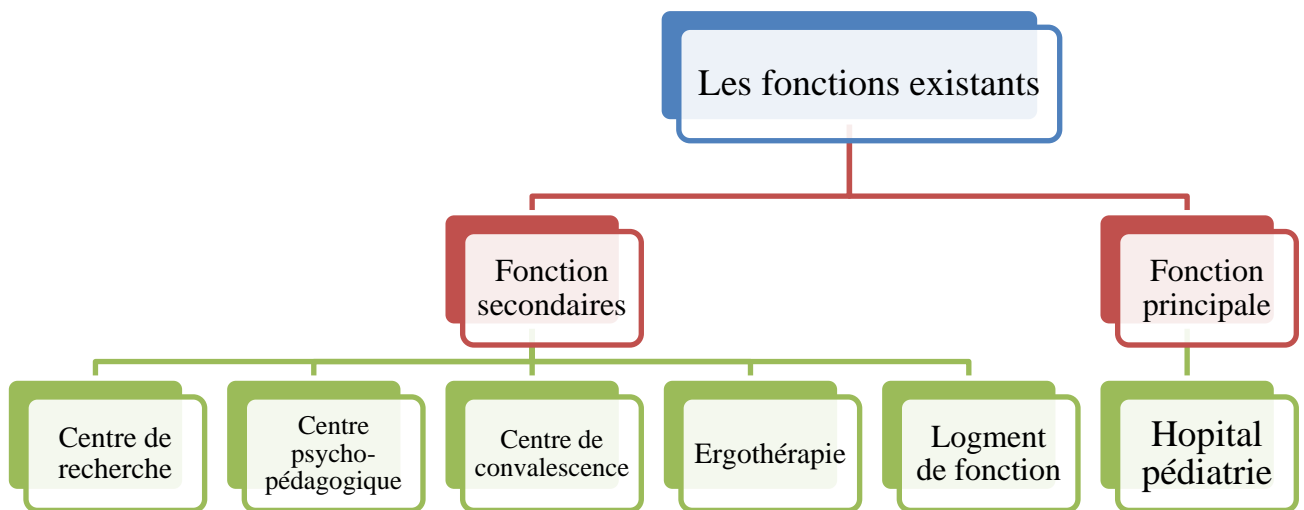 Les fonctions existants
Fonction
secondaires
Fonction
principale
Centre de
recherche
Centre
psycho-
pédagogique
Centre de
convalescence
Ergothérapie
Logment
de fonction
Hopital
pédiatrie